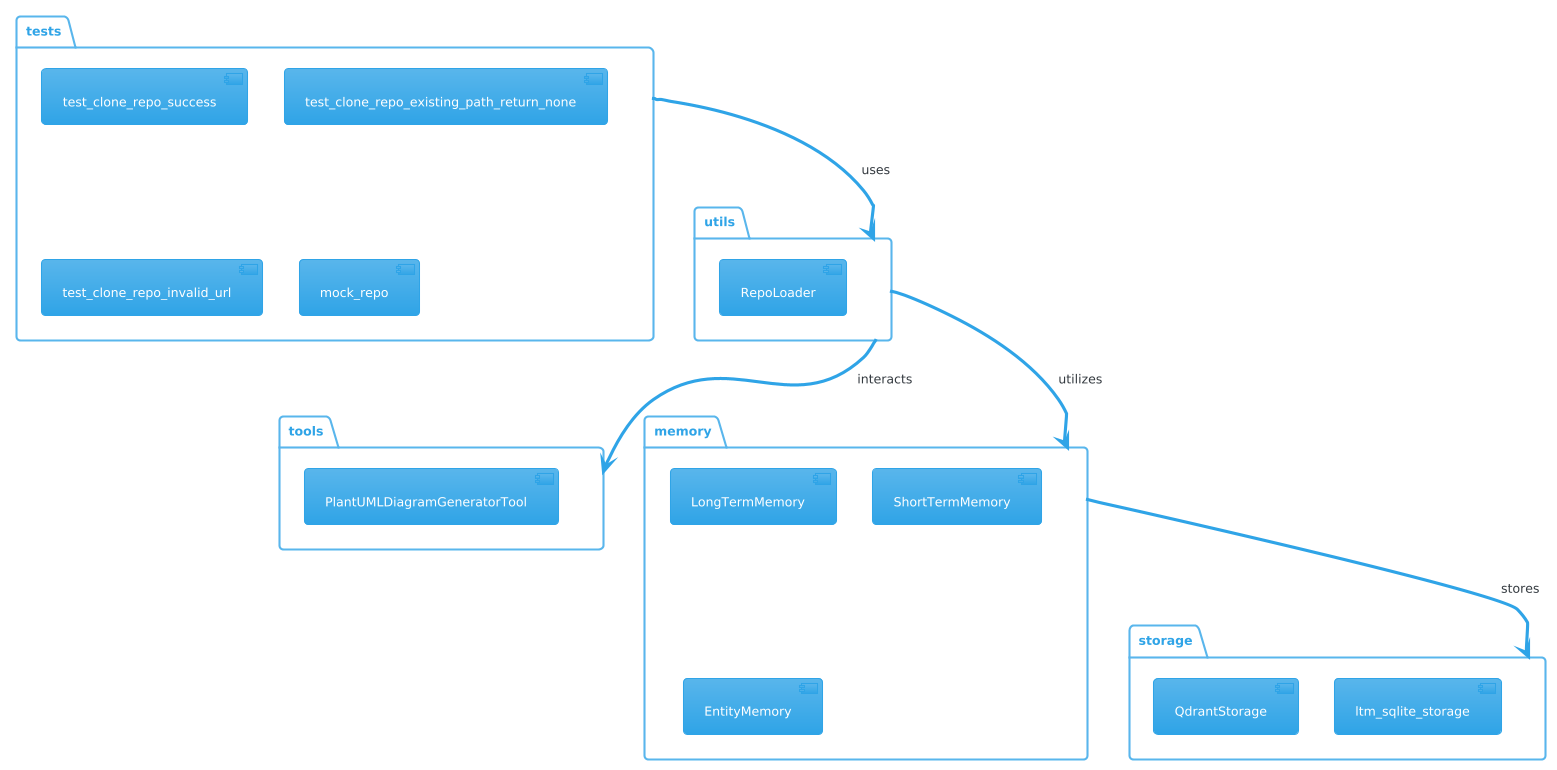 tests
test_clone_repo_success
test_clone_repo_existing_path_return_none
uses
utils
test_clone_repo_invalid_url
mock_repo
RepoLoader
interacts
utilizes
tools
memory
PlantUMLDiagramGeneratorTool
LongTermMemory
ShortTermMemory
stores
storage
EntityMemory
QdrantStorage
ltm_sqlite_storage